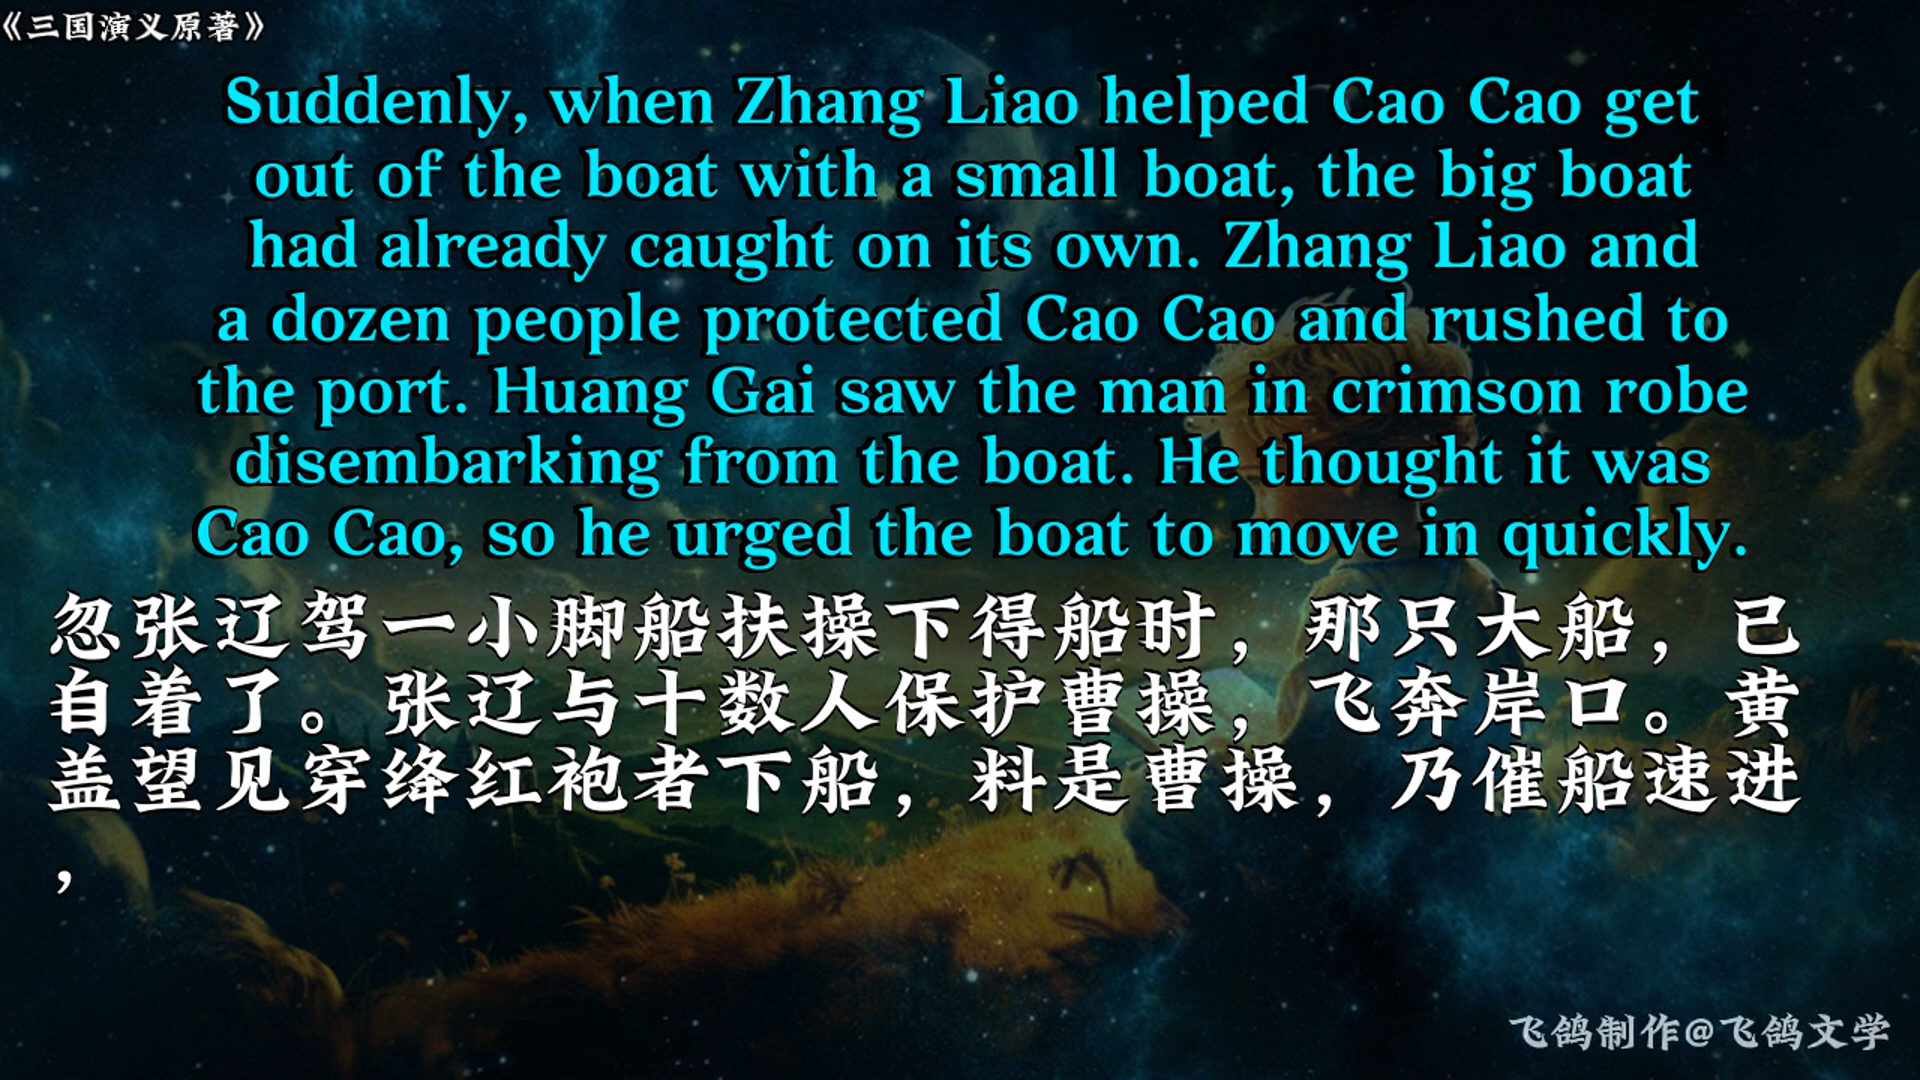 《三国演义原著》
Suddenly, when Zhang Liao helped Cao Cao get
out of the boat with a small boat, the big boat
had already caught on its own. Zhang Liao and
a dozen people protected Cao Cao and rushed to
the port. Huang Gai saw the man in crimson robe
disembarking from the boat. He thought it was
Cao Cao, so he urged the boat to move in quickly.
忽张辽驾一小脚船扶操下得船时，那只大船，已
自着了。张辽与十数人保护曹操，飞奔岸口。黄
盖望见穿绛红袍者下船，料是曹操，乃催船速进
，
飞鸽制作@飞鸽文学